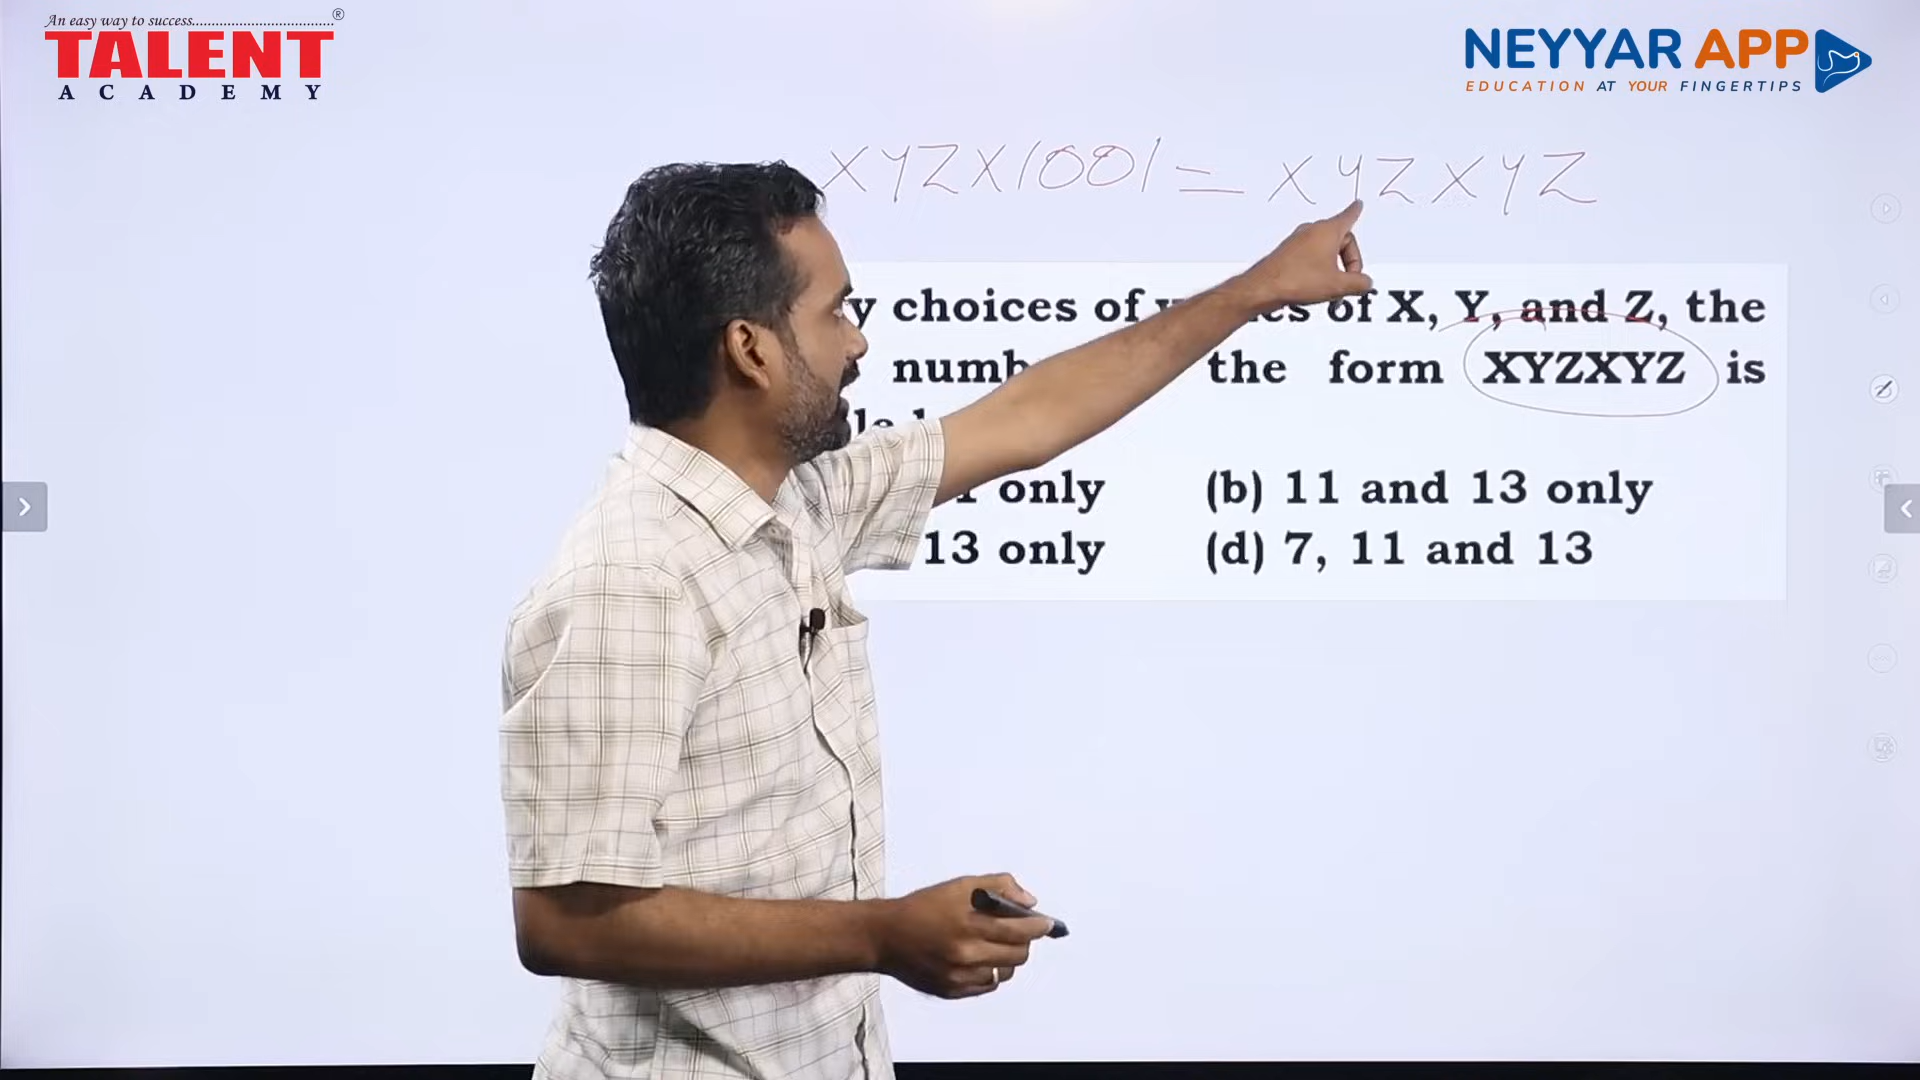 An easy way to success....................................®
TALENT
ACADEMY
NEYYAR APP
EDUCATION AT YOUR FINGERTIPS
XYZX1001 = XYZXYZ
choices of of X, Y, and Z, the
the form XYZXYZ is
only (b) 11 and 13 only
13 only (d) 7, 11 and 13